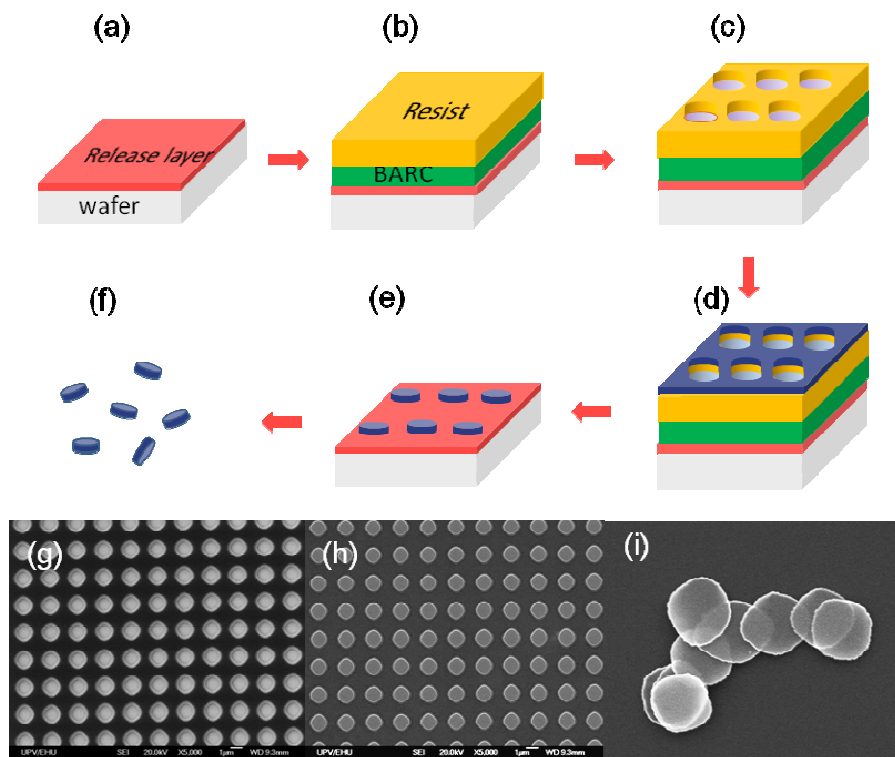 (a)
(b)
(c)
Release layer
wafer
Resist
BARC
(f)
(e)
(d)
(g)
(h)
(i)
UPV/EHU SEI 20.0kV X5,000 1µm WD 9.3mm
UPV/EHU SEI 20.0kV X5,000 1µm WD 9.3mm